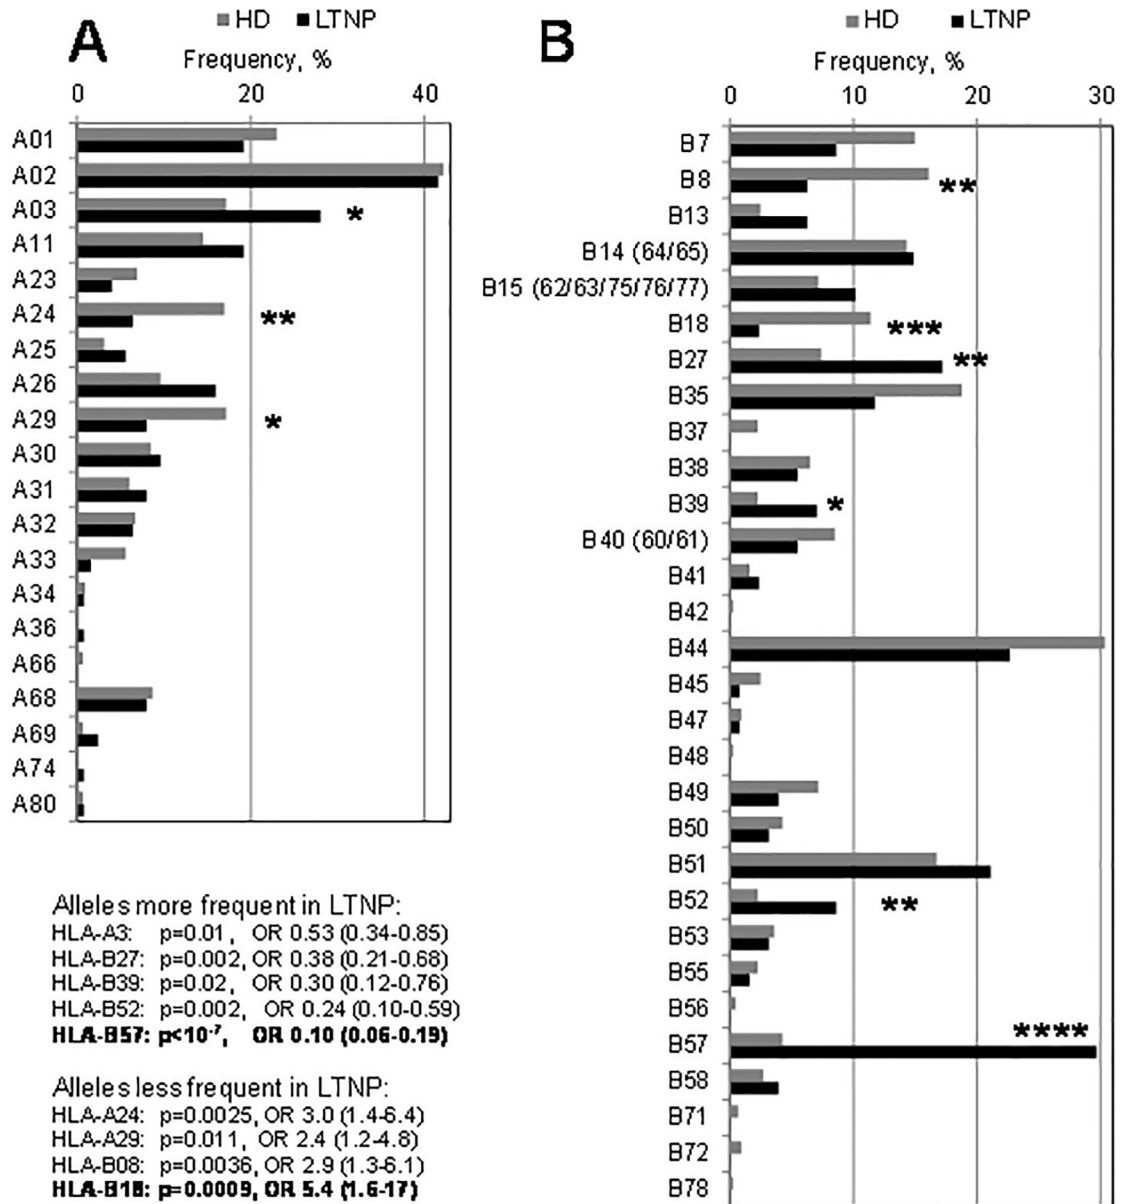 A
HD LTNP
Frequency, %
0 20 40
A01
A02
A03 *
A11
A23
A24 **
A25
A26
A29 *
A30
A31
A32
A33
A34
A36
A66
A68
A69
A74
A80
Alleles more frequent in LTNP:
HLA-A3: p=0.01, OR 0.53 (0.34-0.85)
HLA-B27: p=0.002, OR 0.38 (0.21-0.68)
HLA-B39: p=0.02, OR 0.30 (0.12-0.76)
HLA-B52: p=0.002, OR 0.24 (0.10-0.59)
HLA-B57: p<10⁻⁷, OR 0.10 (0.06-0.19)
Alleles less frequent in LTNP:
HLA-A24: p=0.0025, OR 3.0 (1.4-6.4)
HLA-A29: p=0.011, OR 2.4 (1.2-4.8)
HLA-B08: p=0.0036, OR 2.9 (1.3-6.1)
HLA-B18: p=0.0009, OR 5.4 (1.6-17)
B
HD LTNP
Frequency, %
0 10 20 30
B7
B8 **
B13
B14 (64/65)
B15 (62/63/75/76/77)
B18 ***
B27 **
B35
B37
B38
B39 *
B40 (60/61)
B41
B42
B44
B45
B47
B48
B49
B50
B51
B52 **
B53
B55
B56
B57 ****
B58
B71
B72
B78